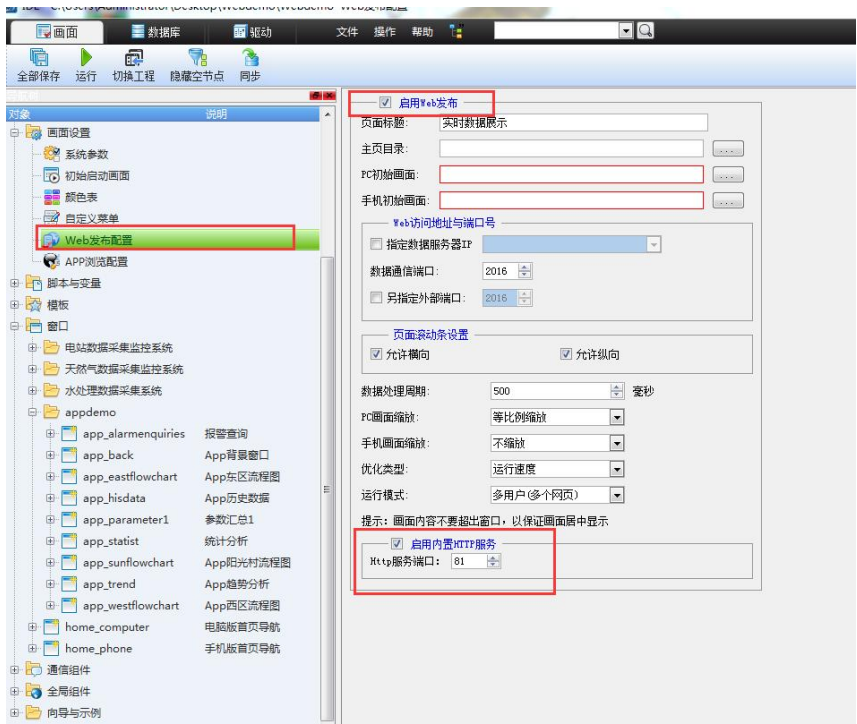 画面 数据库 驱动 文件 操作 帮助
全部保存 运行 切换工程 隐藏空节点 同步
对象 说明
画面设置
系统参数
初始启动画面
颜色表
自定义菜单
Web发布配置
APP浏览配置
脚本与变量
模板
窗口
电站数据采集监控系统
天然气数据采集监控系统
水处理数据采集系统
appdemo
app_alarmenquiries 报警查询
app_back App背景窗口
app_eastflowchart App东区流程图
app_hisdata App历史数据
app_parameter1 参数汇总1
app_statist 统计分析
app_sunflowchart App阳光村流程图
app_trend App趋势分析
app_westflowchart App西区流程图
home_computer 电脑版首页导航
home_phone 手机版首页导航
通信组件
全局组件
向导与示例
启用Web发布
页面标题: 实时数据展示
主页目录: ....
PC初始画面: ....
手机初始画面: ....
Web访问地址与端口号
指定数据服务器IP
数据通信端口: 2016
另指定外部端口: 2016
页面滚动条设置
允许横向 允许纵向
数据处理周期: 500 毫秒
PC画面缩放: 等比例缩放
手机画面缩放: 不缩放
优化类型: 运行速度
运行模式: 多用户(多个网页)
提示: 画面内容不要超出窗口, 以保证画面居中显示
启用内置HTTP服务
Http服务端口: 81